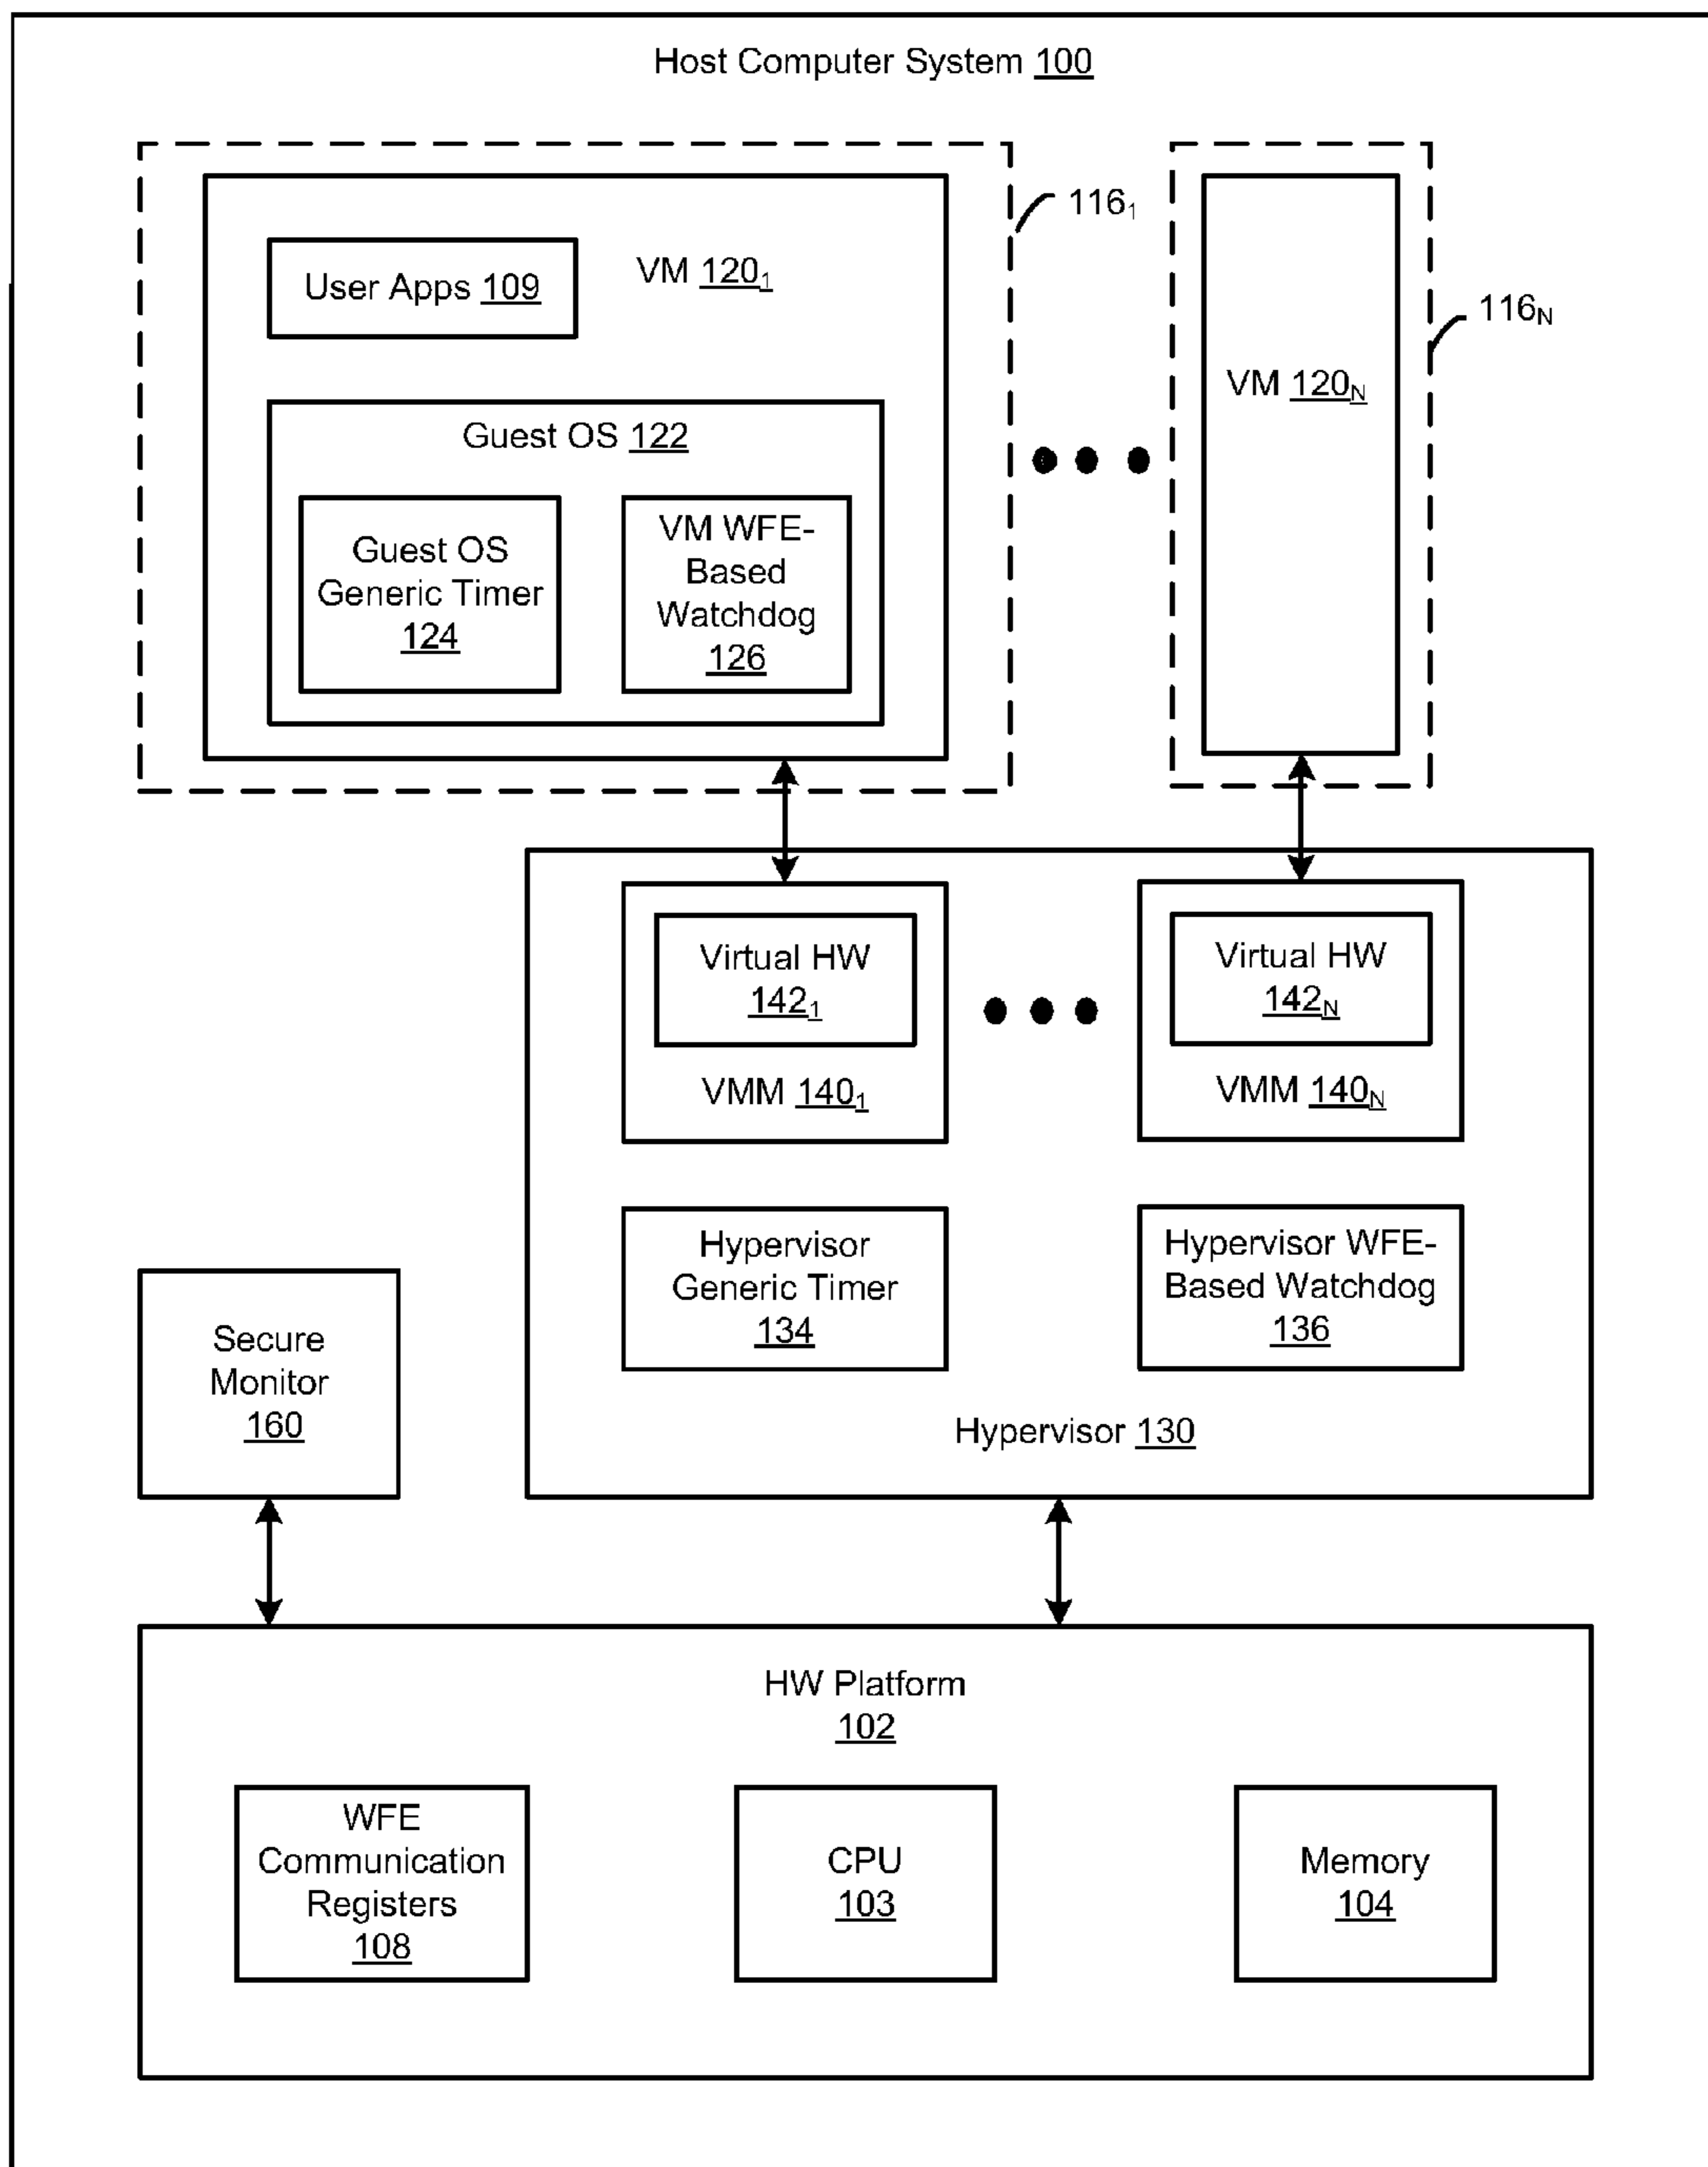 Host Computer System 100
116₁
User Apps 109
VM 120₁
116N
VM 120N
Guest OS 122
Guest OS
Generic Timer
124
VM WFE-
Based
Watchdog
126
Virtual HW
142₁
VMM 140₁
Virtual HW
142N
VMM 140N
Hypervisor
Generic Timer
134
Hypervisor WFE-
Based Watchdog
136
Hypervisor 130
Secure
Monitor
160
HW Platform
102
WFE
Communication
Registers
108
CPU
103
Memory
104